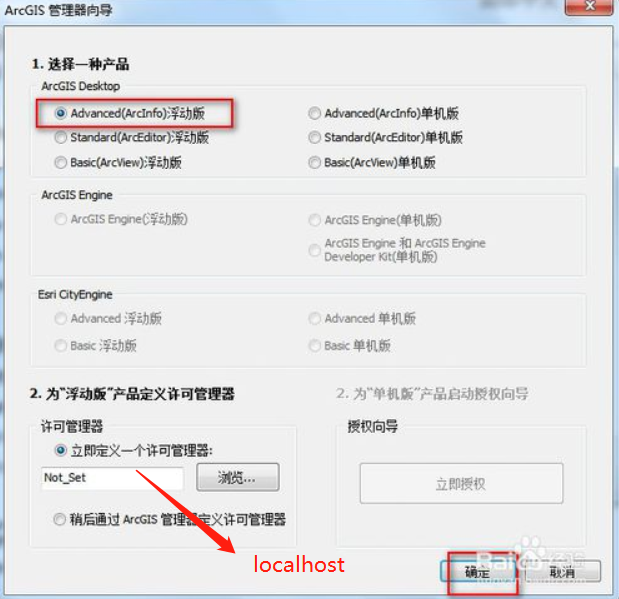 ArcGIS 管理器向导
1. 选择一种产品
ArcGIS Desktop
Advanced(ArcInfo)浮动版
Advanced(ArcInfo)单机版
Standard(ArcEditor)浮动版
Standard(ArcEditor)单机版
Basic(ArcView)浮动版
Basic(ArcView)单机版
ArcGIS Engine
ArcGIS Engine(浮动版)
ArcGIS Engine(单机版)
ArcGIS Engine 和 ArcGIS Engine
Developer Kit(单机版)
Esri CityEngine
Advanced 浮动版
Advanced 单机版
Basic 浮动版
Basic 单机版
2. 为“浮动版”产品定义许可管理器
2. 为“单机版”产品启动授权向导
许可管理器
授权向导
立即定义一个许可管理器:
Not_Set
浏览...
立即授权
稍后通过 ArcGIS 管理器定义许可管理器
localhost
确定
取消